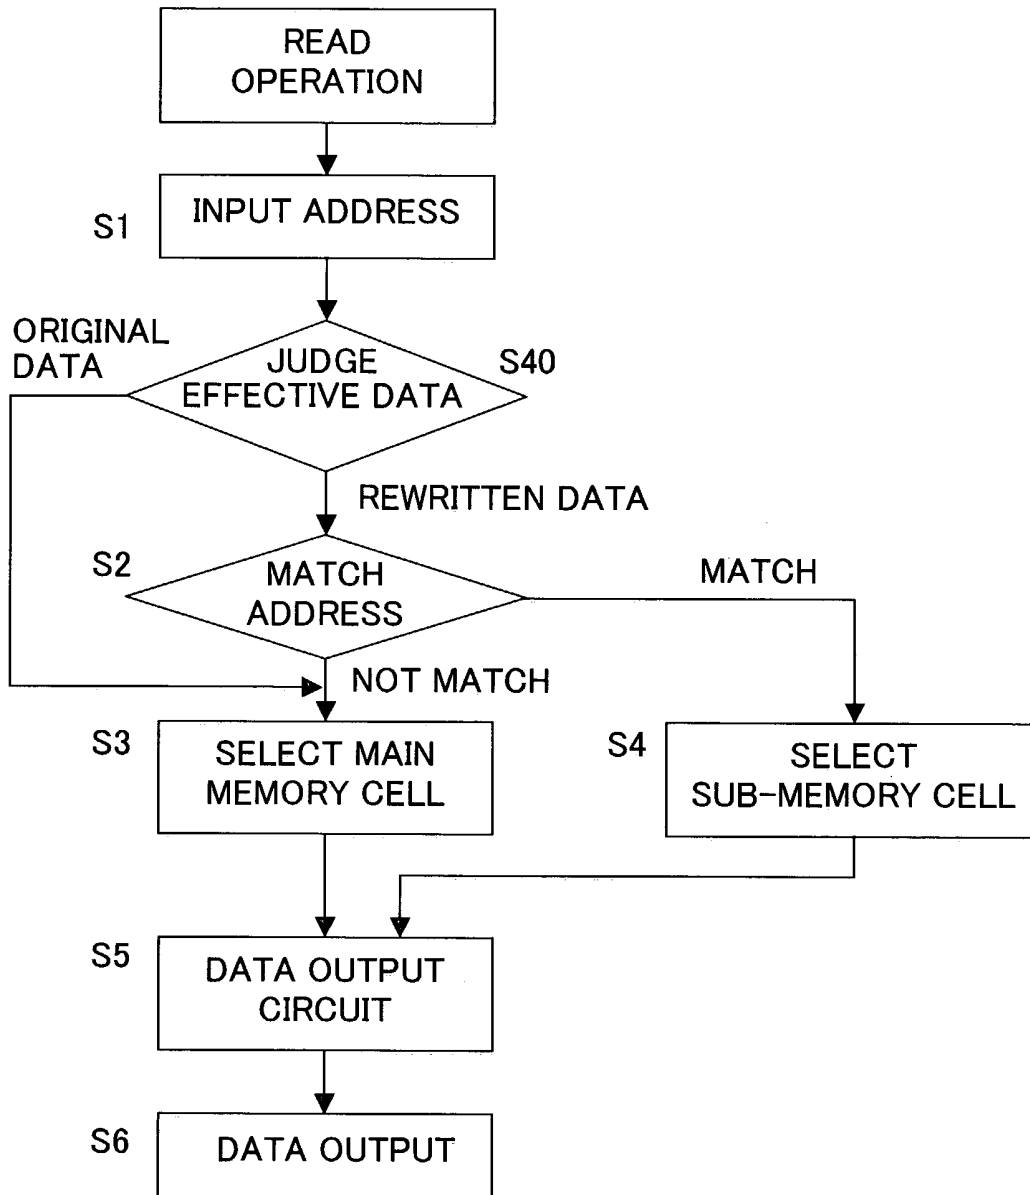 READ
OPERATION
S1
INPUT ADDRESS
ORIGINAL
DATA
JUDGE
EFFECTIVE DATA
S40
REWRITTEN DATA
S2
MATCH
ADDRESS
MATCH
NOT MATCH
S3
SELECT MAIN
MEMORY CELL
S4
SELECT
SUB-MEMORY CELL
S5
DATA OUTPUT
CIRCUIT
S6
DATA OUTPUT